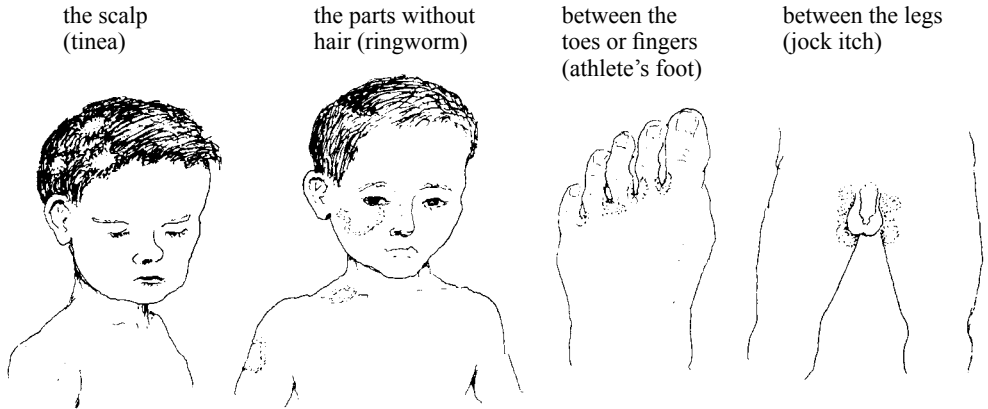 the scalp
(tinea)
the parts without
hair (ringworm)
between the
toes or fingers
(athlete’s foot)
between the legs
(jock itch)